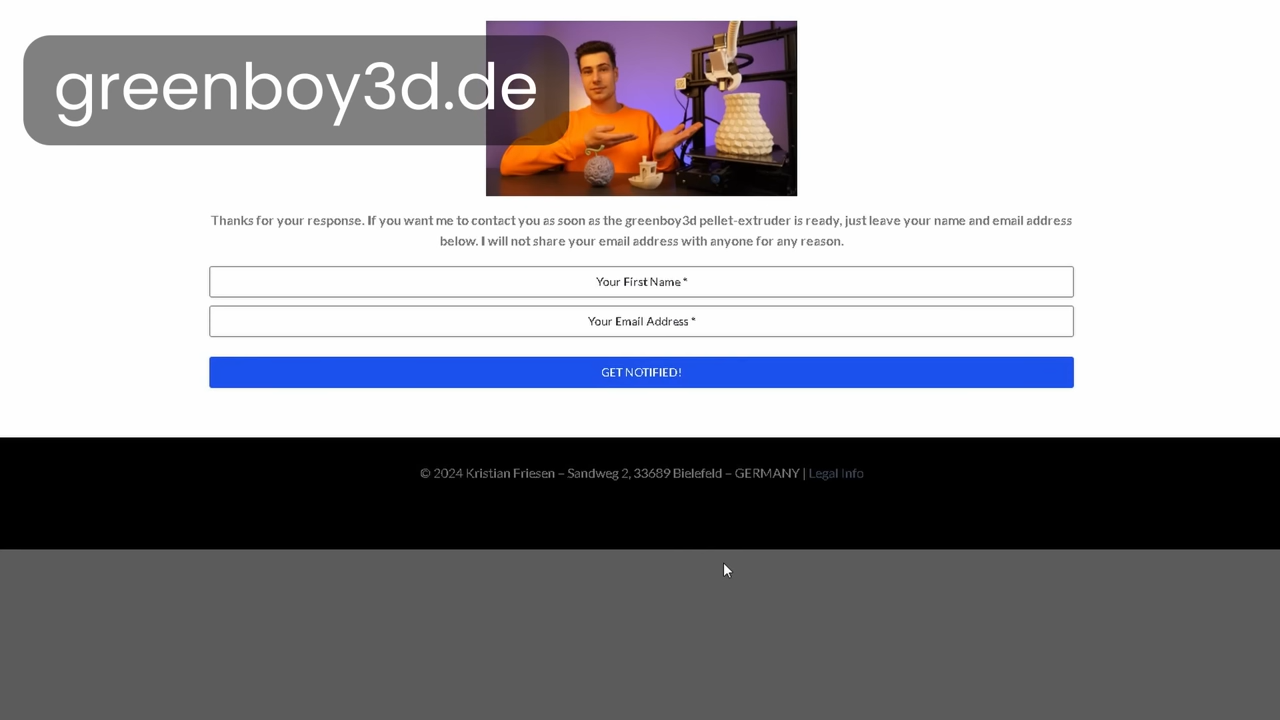 greenboy3d.de
Thanks for your response. If you want me to contact you as soon as the greenboy3d pellet-extruder is ready, just leave your name and email address
below. I will not share your email address with anyone for any reason.
Your First Name *
Your Email Address *
GET NOTIFIED!
© 2024 Kristian Friesen – Sandweg 2, 33689 Bielefeld – GERMANY | Legal Info